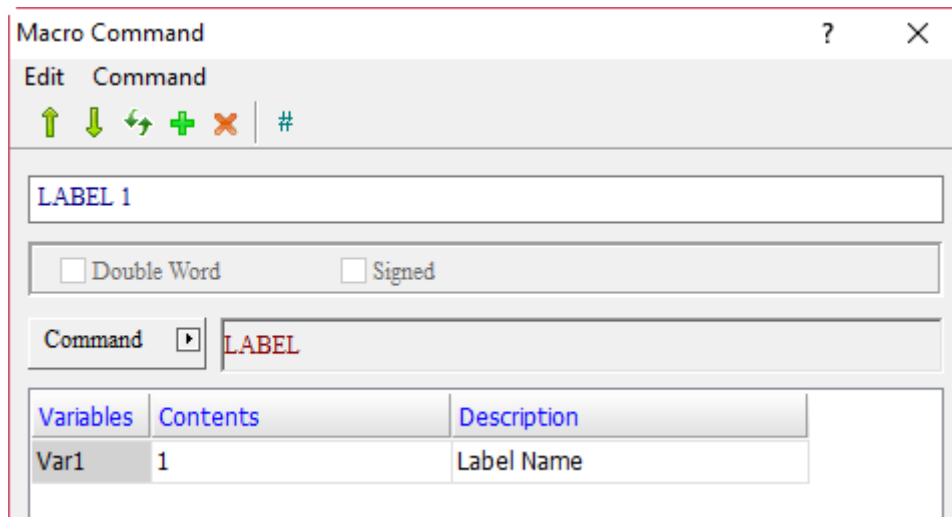 Macro Command ?
Edit Command
#
LABEL 1
Double Word Signed
Command LABEL
Variables Contents Description
Var1 1 Label Name